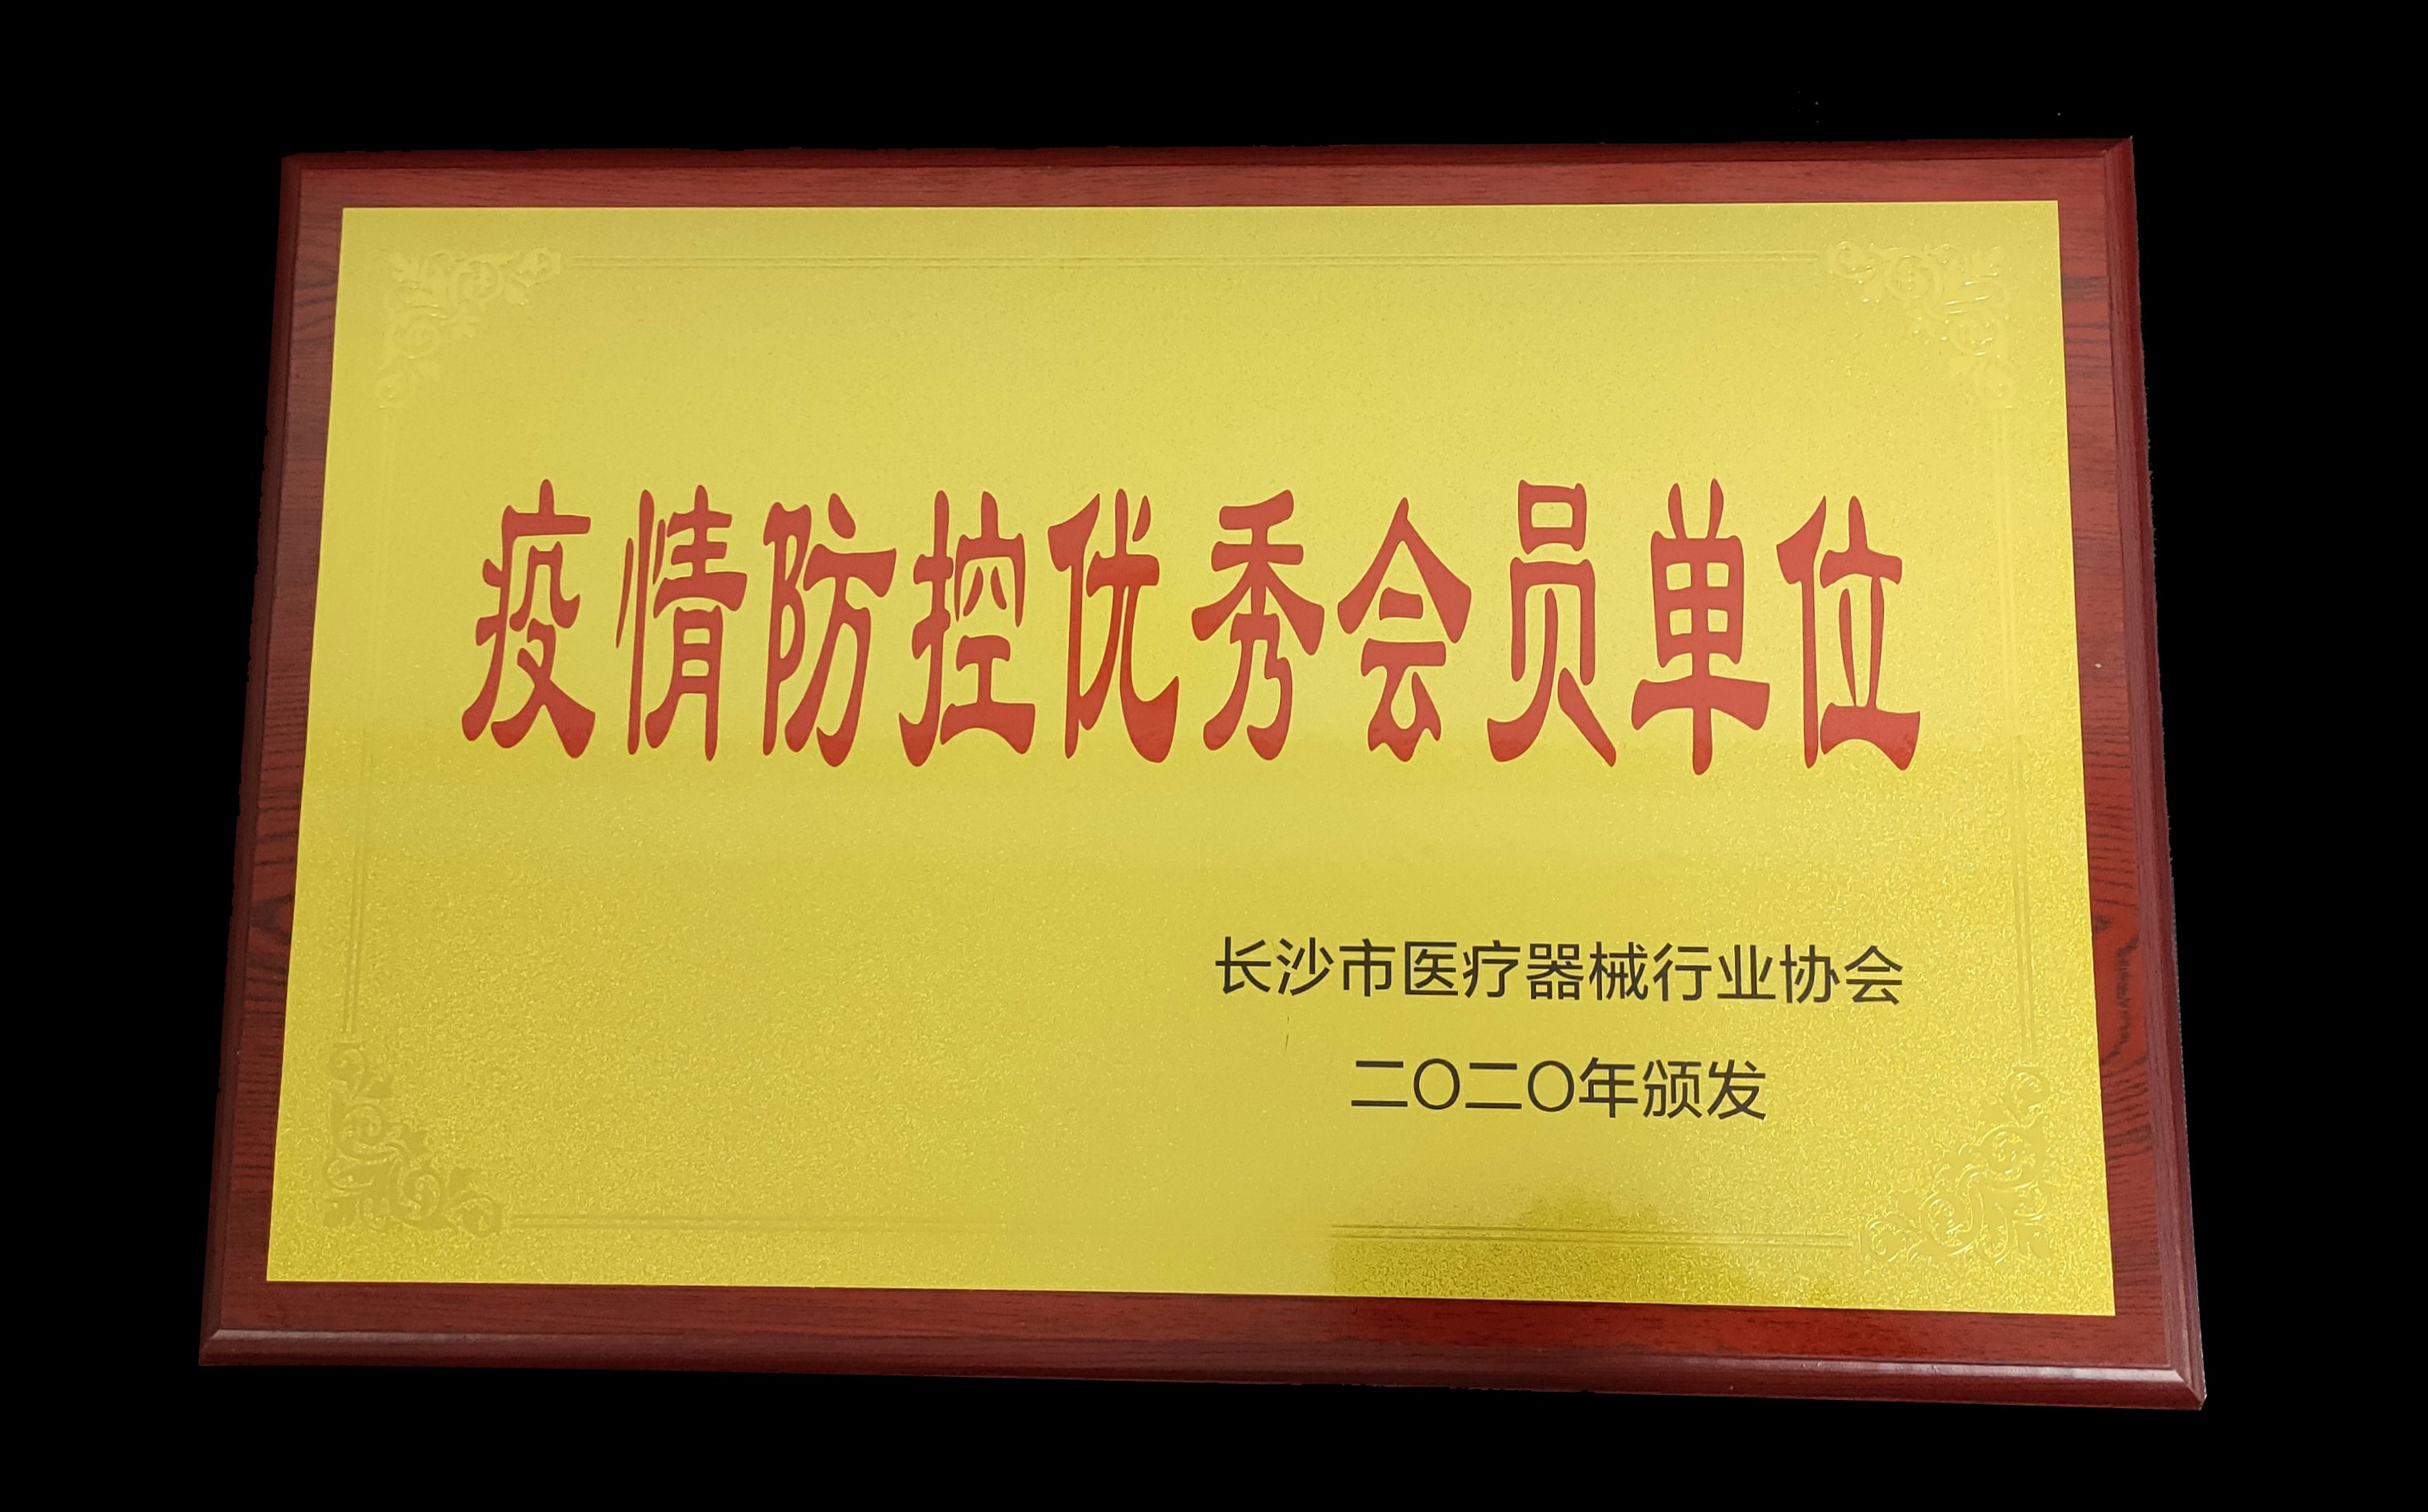 疫情防控优秀会员单位
长沙市医疗器械行业协会
二〇二〇年颁发